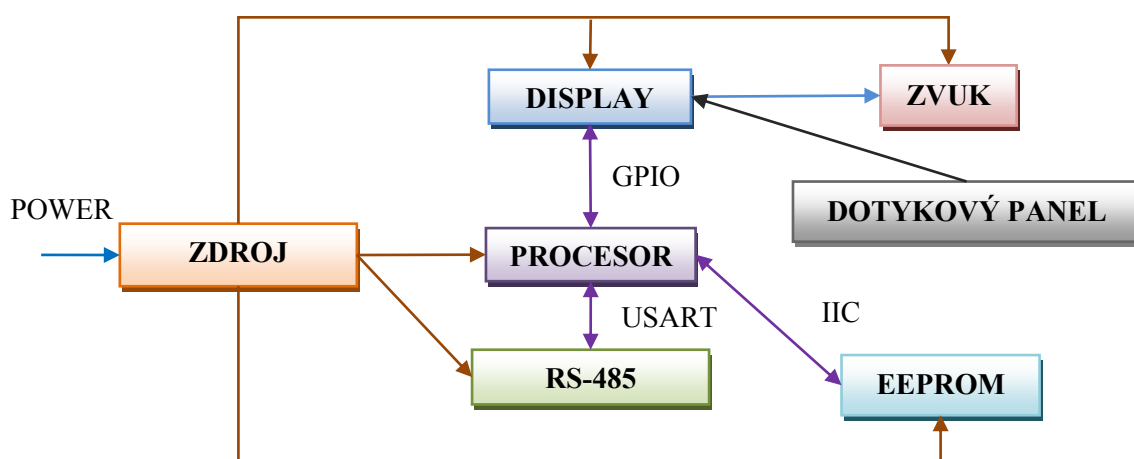 DISPLAY
ZVUK
GPIO
DOTYKOVÝ PANEL
POWER
ZDROJ
PROCESOR
USART
IIC
RS-485
EEPROM